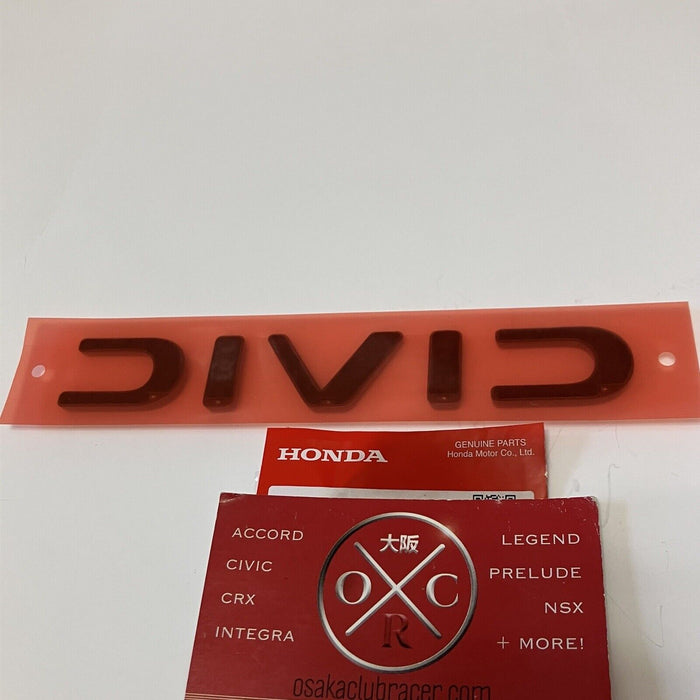 CIVIC
HONDA
GENUINE PARTS
Honda Motor Co., Ltd.
ACCORD
CIVIC
CRX
INTEGRA
大阪
O C
R
LEGEND
PRELUDE
NSX
+ MORE!
osakaclubracer.com